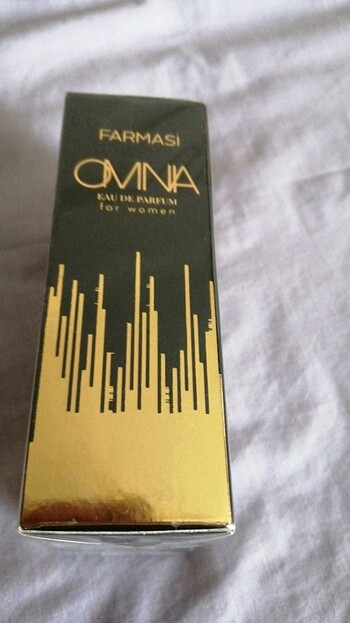 FARMASi
OMNIA
EAU DE PARFUM
for women